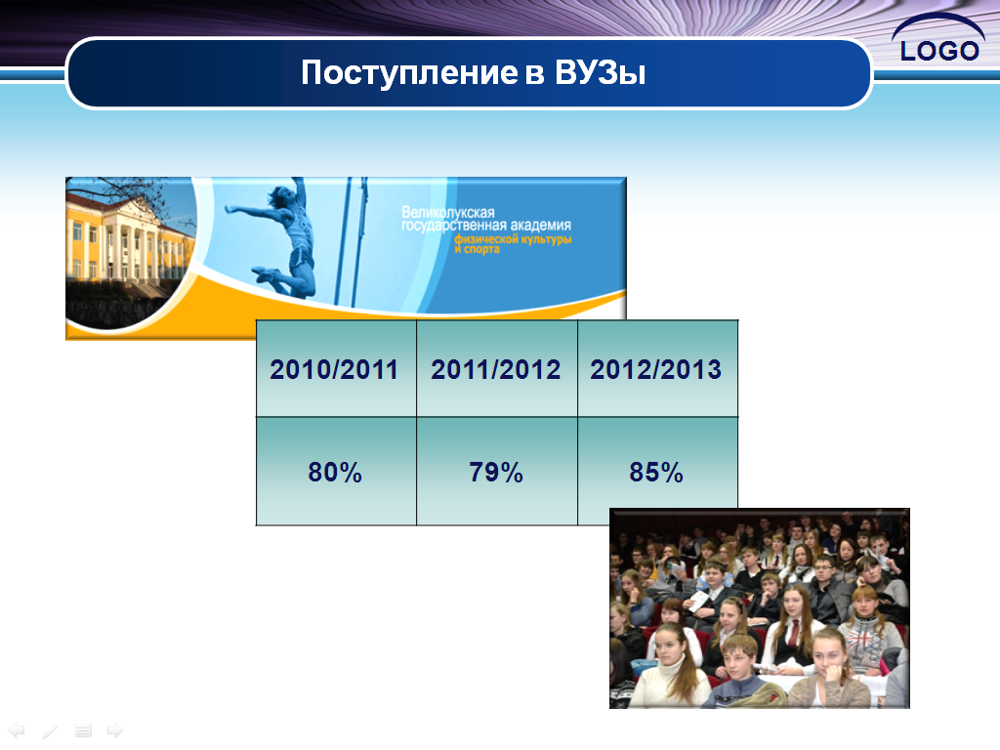 Поступление в ВУЗы
LOGO
Великолукская
государственная академия
физической культуры
и спорта
2010/2011 2011/2012 2012/2013
80% 79% 85%